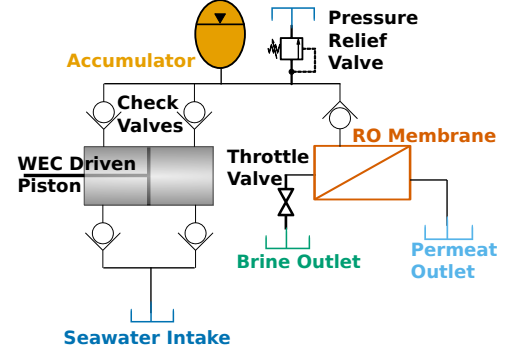 Pressure
Relief
Valve
Accumulator
Check
Valves
RO Membrane
WEC Driven
Piston
Throttle
Valve
Brine Outlet
Permeat
Outlet
Seawater Intake